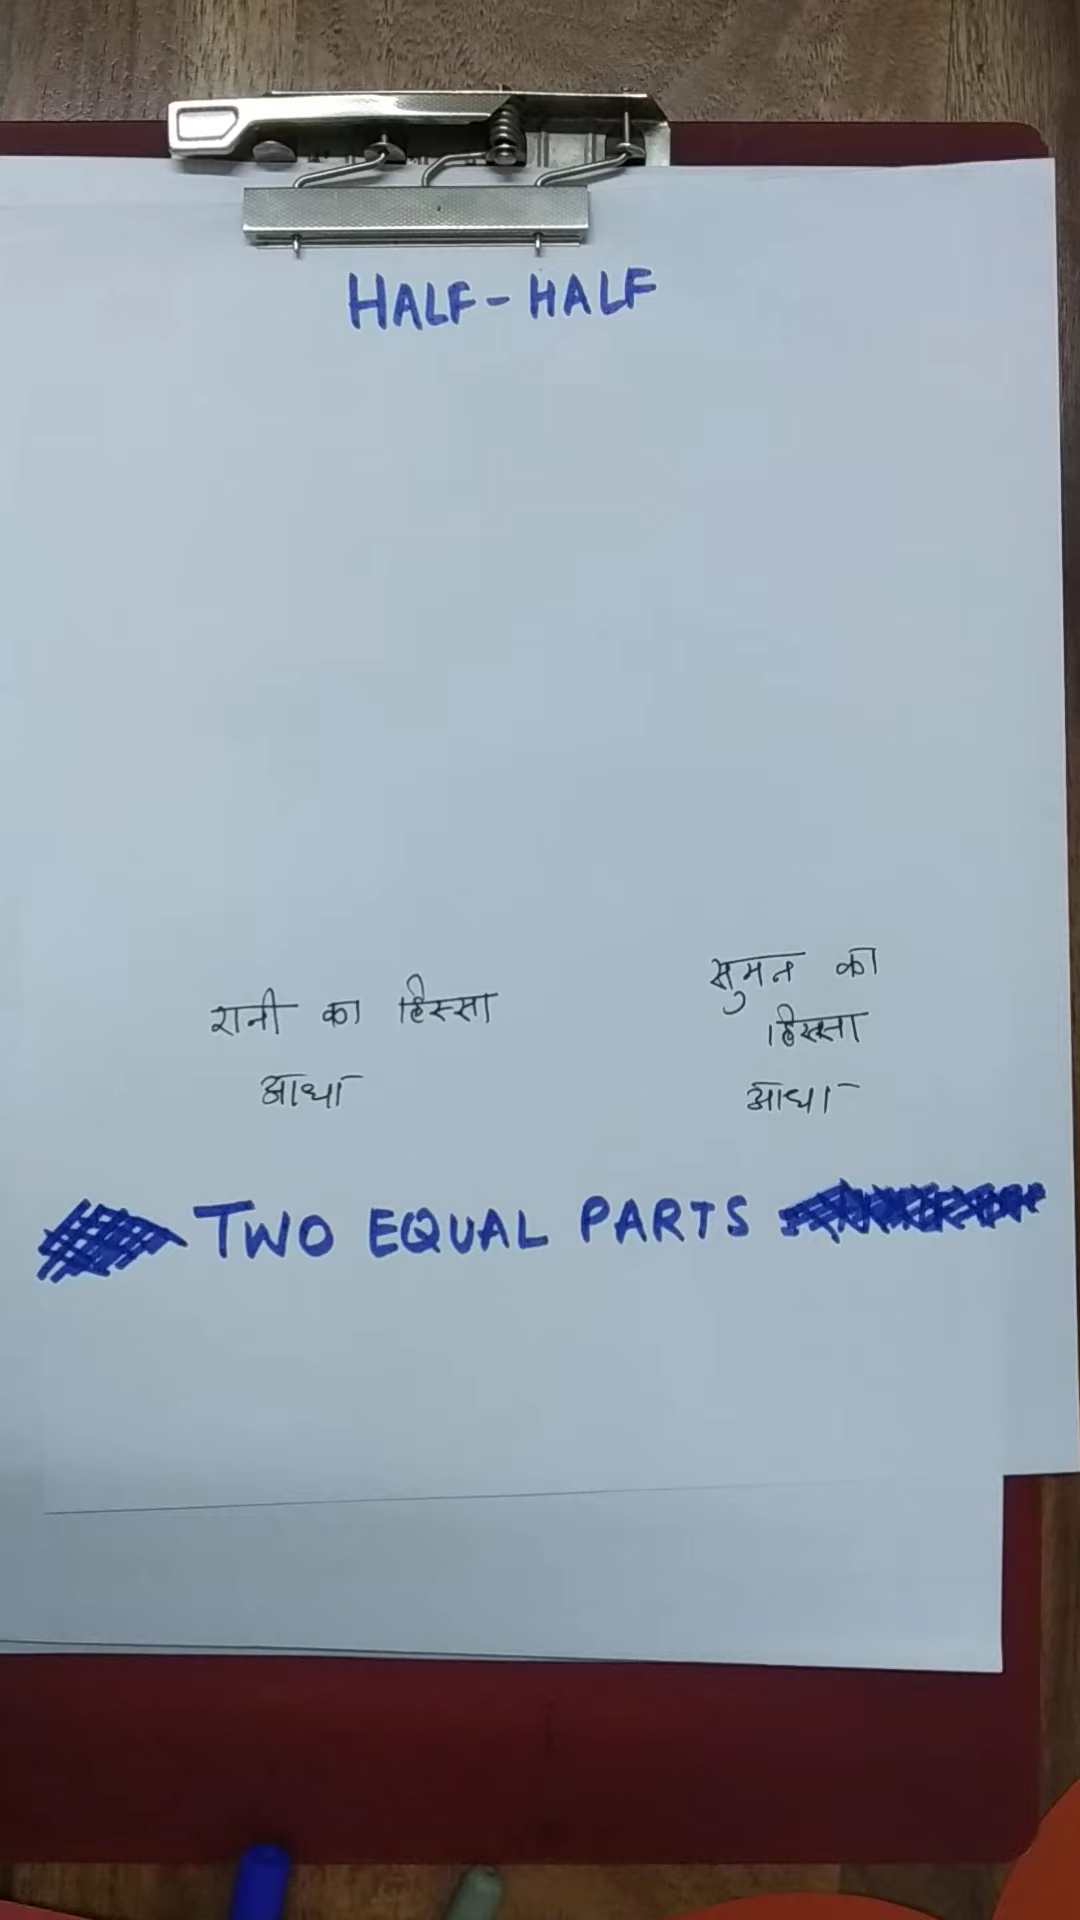 HALF-HALF
रानी का हिस्सा
आधा
सुमन का
हिस्सा
आधा
TWO EQUAL PARTS